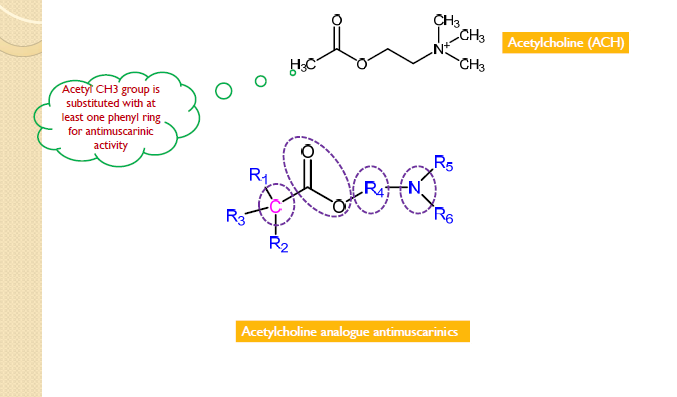 O
CH3
CH3
N+
H3C
O
CH3
Acetylcholine (ACH)
Acetyl CH3 group is
substituted with at
least one phenyl ring
for antimuscarinic
activity
O
R1
R5
R4
N
C
R3
O
R6
R2
Acetylcholine analogue antimuscarinics